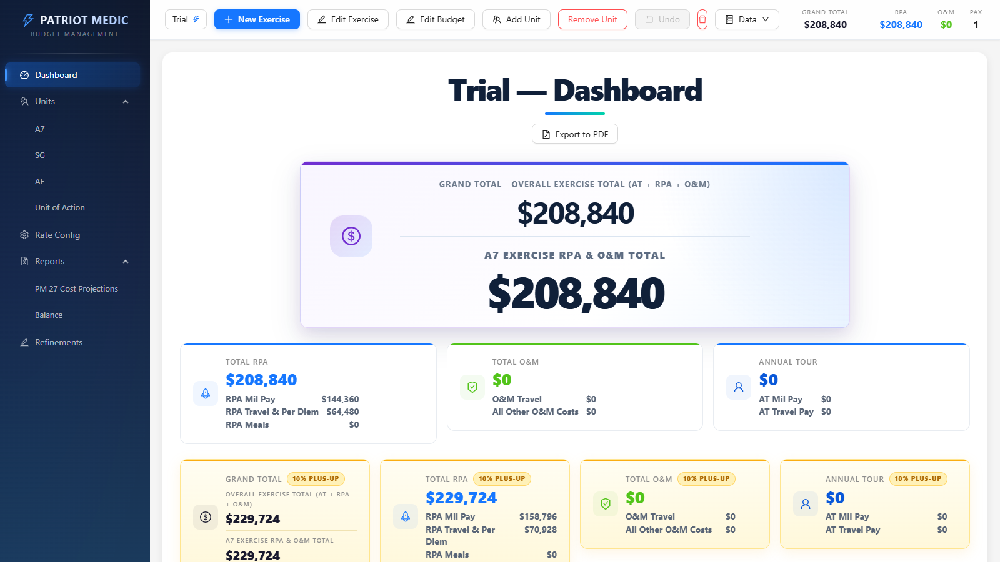 PATRIOT MEDIC
BUDGET MANAGEMENT
Dashboard
Units
A7
SG
AE
Unit of Action
Rate Config
Reports
PM 27 Cost Projections
Balance
Refinements
Trial
New Exercise
Edit Exercise
Edit Budget
Add Unit
Remove Unit
Undo
Data
GRAND TOTAL
$208,840
RPA
$208,840
O&M
$0
PAX
1
Trial — Dashboard
Export to PDF
GRAND TOTAL - OVERALL EXERCISE TOTAL (AT + RPA + O&M)
$208,840
A7 EXERCISE RPA & O&M TOTAL
$208,840
TOTAL RPA
$208,840
RPA Mil Pay $144,360
RPA Travel & Per Diem $64,480
RPA Meals $0
TOTAL O&M
$0
O&M Travel $0
All Other O&M Costs $0
ANNUAL TOUR
$0
AT Mil Pay $0
AT Travel Pay $0
GRAND TOTAL 10% PLUS-UP
OVERALL EXERCISE TOTAL (AT + RPA
+ O&M)
$229,724
A7 EXERCISE RPA & O&M TOTAL
$229,724
TOTAL RPA 10% PLUS-UP
$229,724
RPA Mil Pay $158,796
RPA Travel & Per $70,928
Diem
RPA Meals $0
TOTAL O&M 10% PLUS-UP
$0
O&M Travel $0
All Other O&M Costs $0
ANNUAL TOUR 10% PLUS-UP
$0
AT Mil Pay $0
AT Travel Pay $0